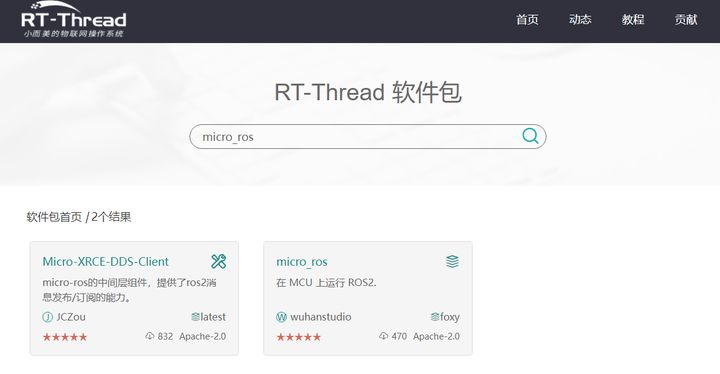 RT-Thread
小而美的物联网操作系统
首页 动态 教程 贡献
RT-Thread 软件包
micro_ros
软件包首页 / 2个结果
Micro-XRCE-DDS-Client
micro-ros的中间层组件，提供了ros2消
息发布/订阅的能力。
JCZou latest
832 Apache-2.0
micro_ros
在 MCU 上运行 ROS2.
wuhanstudio foxy
470 Apache-2.0